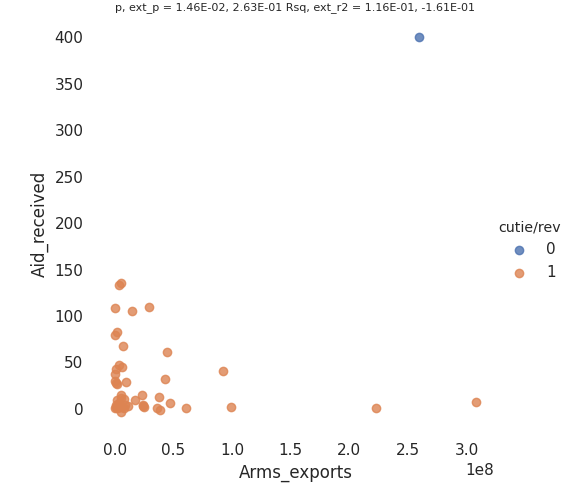 p, ext_p = 1.46E-02, 2.63E-01 Rsq, ext_r2 = 1.16E-01, -1.61E-01
400
350
300
250
200
150
100
50
0
Aid_received
cutie/rev
0
1
0.0 0.5 1.0 1.5 2.0 2.5 3.0
1e8
Arms_exports